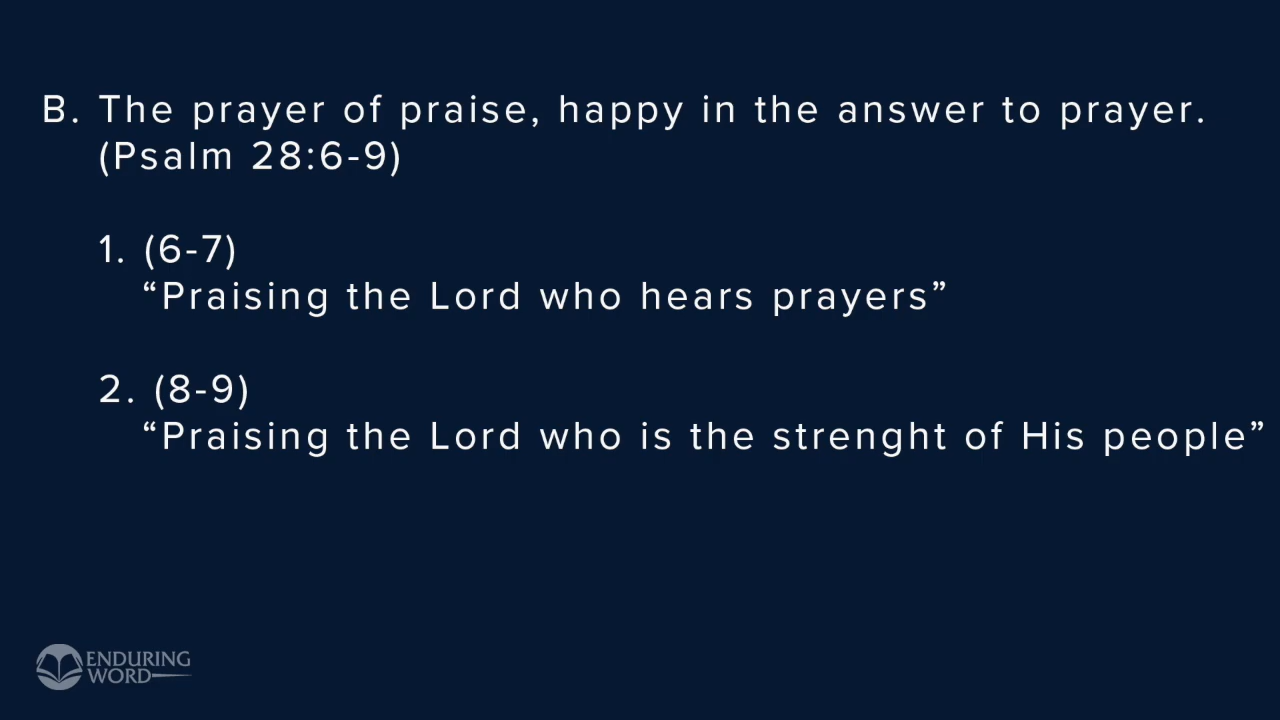 B. The prayer of praise, happy in the answer to prayer.
(Psalm 28:6-9)
1. (6-7)
“Praising the Lord who hears prayers”
2. (8-9)
“Praising the Lord who is the strenght of His people”
ENDURING
WORD